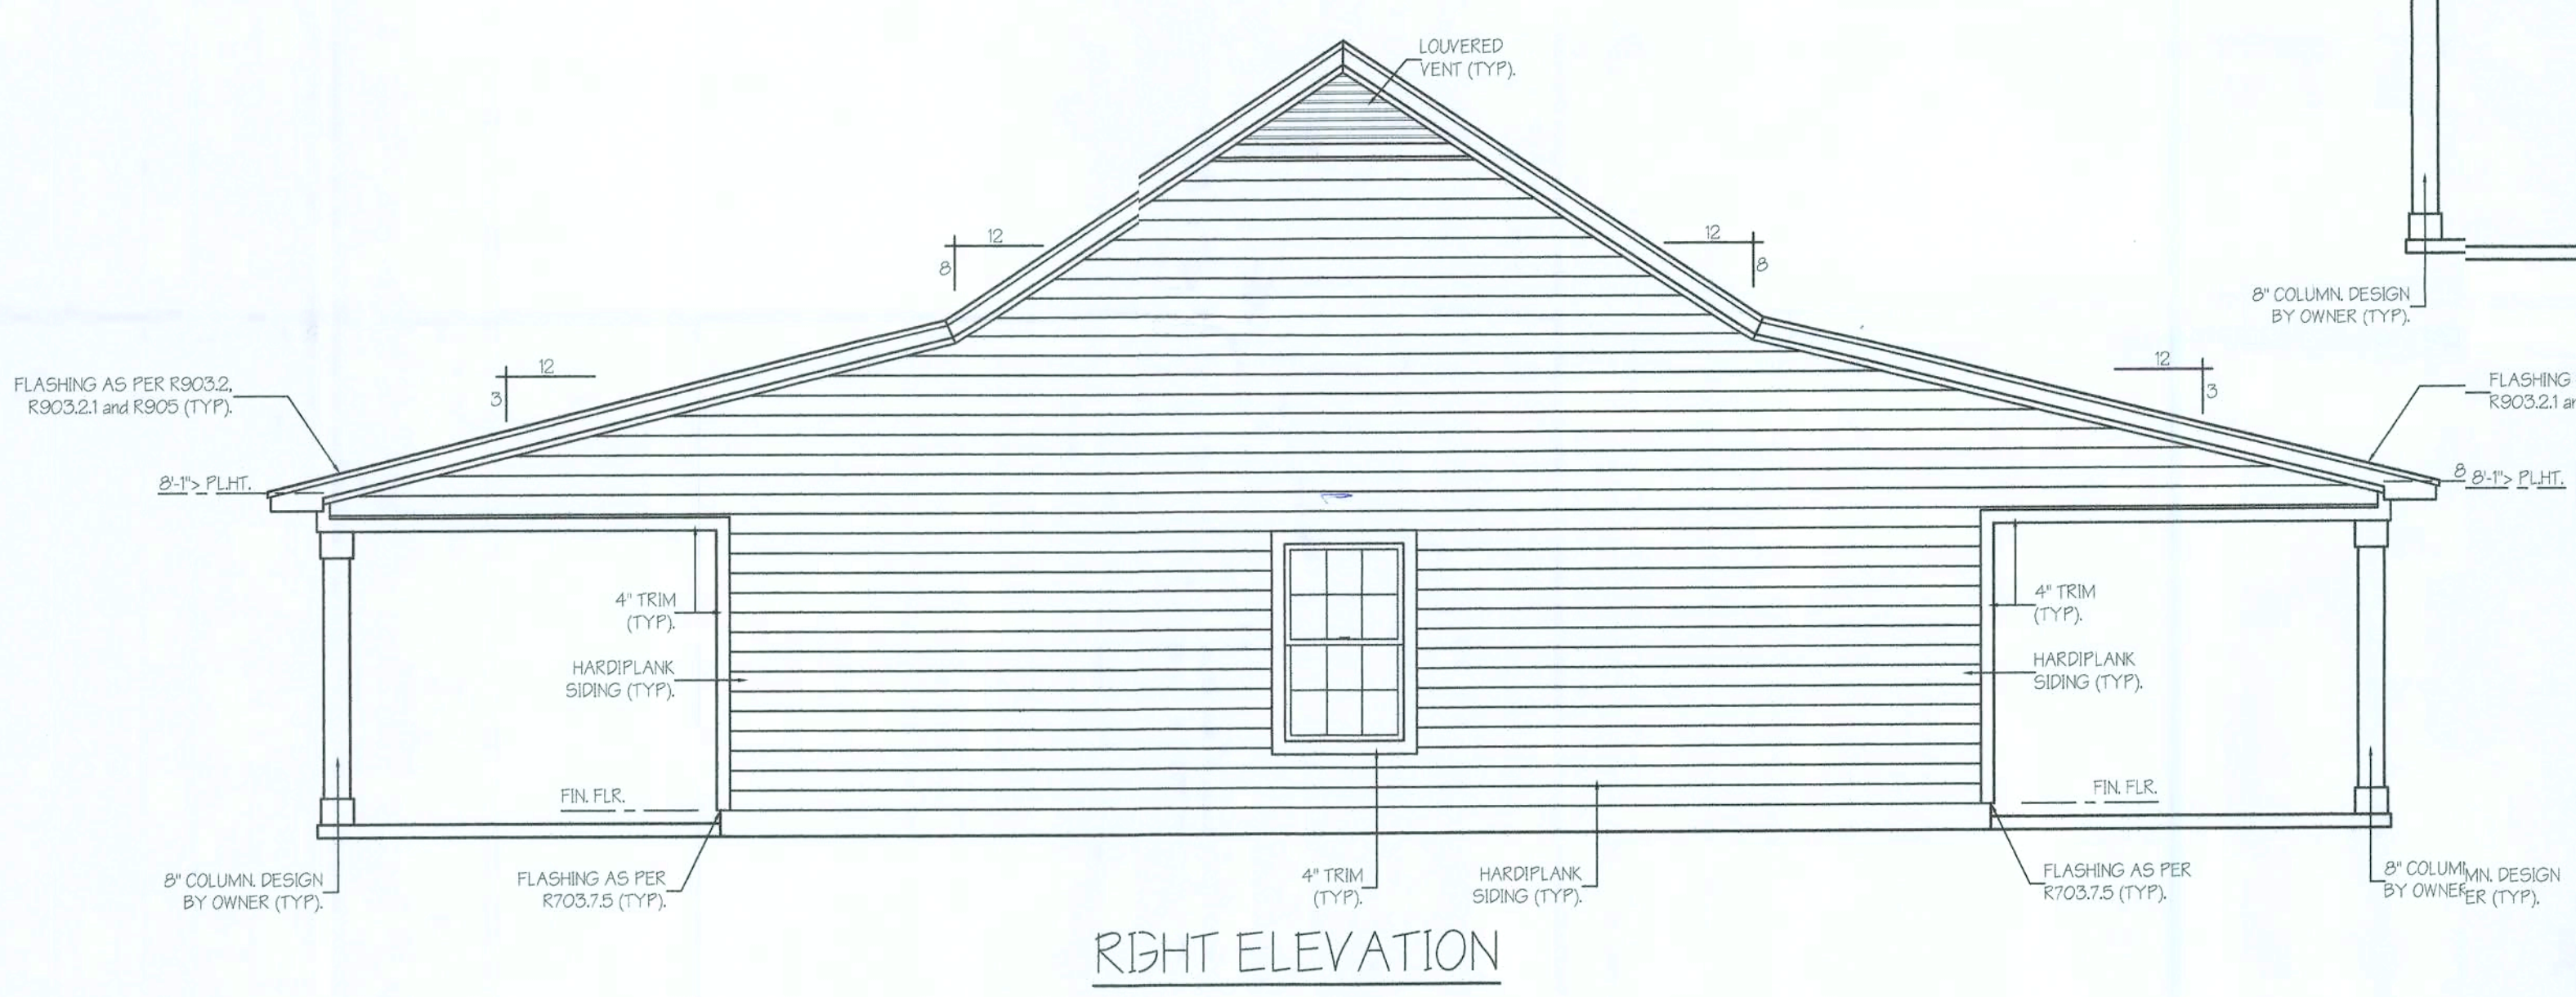 LOUVERED
VENT (TYP).
12
8
12
8
8" COLUMN. DESIGN
BY OWNER (TYP).
12
3
12
3
FLASHING AS PER R903.2,
R903.2.1 and R905 (TYP).
FLASHING
R903.2.1
8'-1"> PL.HT.
8
8'-1"> PL.HT.
4" TRIM
(TYP).
4" TRIM
(TYP).
HARDIPLANK
SIDING (TYP).
HARDIPLANK
SIDING (TYP).
FIN. FLR.
FIN. FLR.
8" COLUMN. DESIGN
BY OWNER (TYP).
FLASHING AS PER
R703.7.5 (TYP).
4" TRIM
(TYP).
HARDIPLANK
SIDING (TYP).
FLASHING AS PER
R703.7.5 (TYP).
8" COLUMN. DESIGN
BY OWNER (TYP).
RIGHT ELEVATION